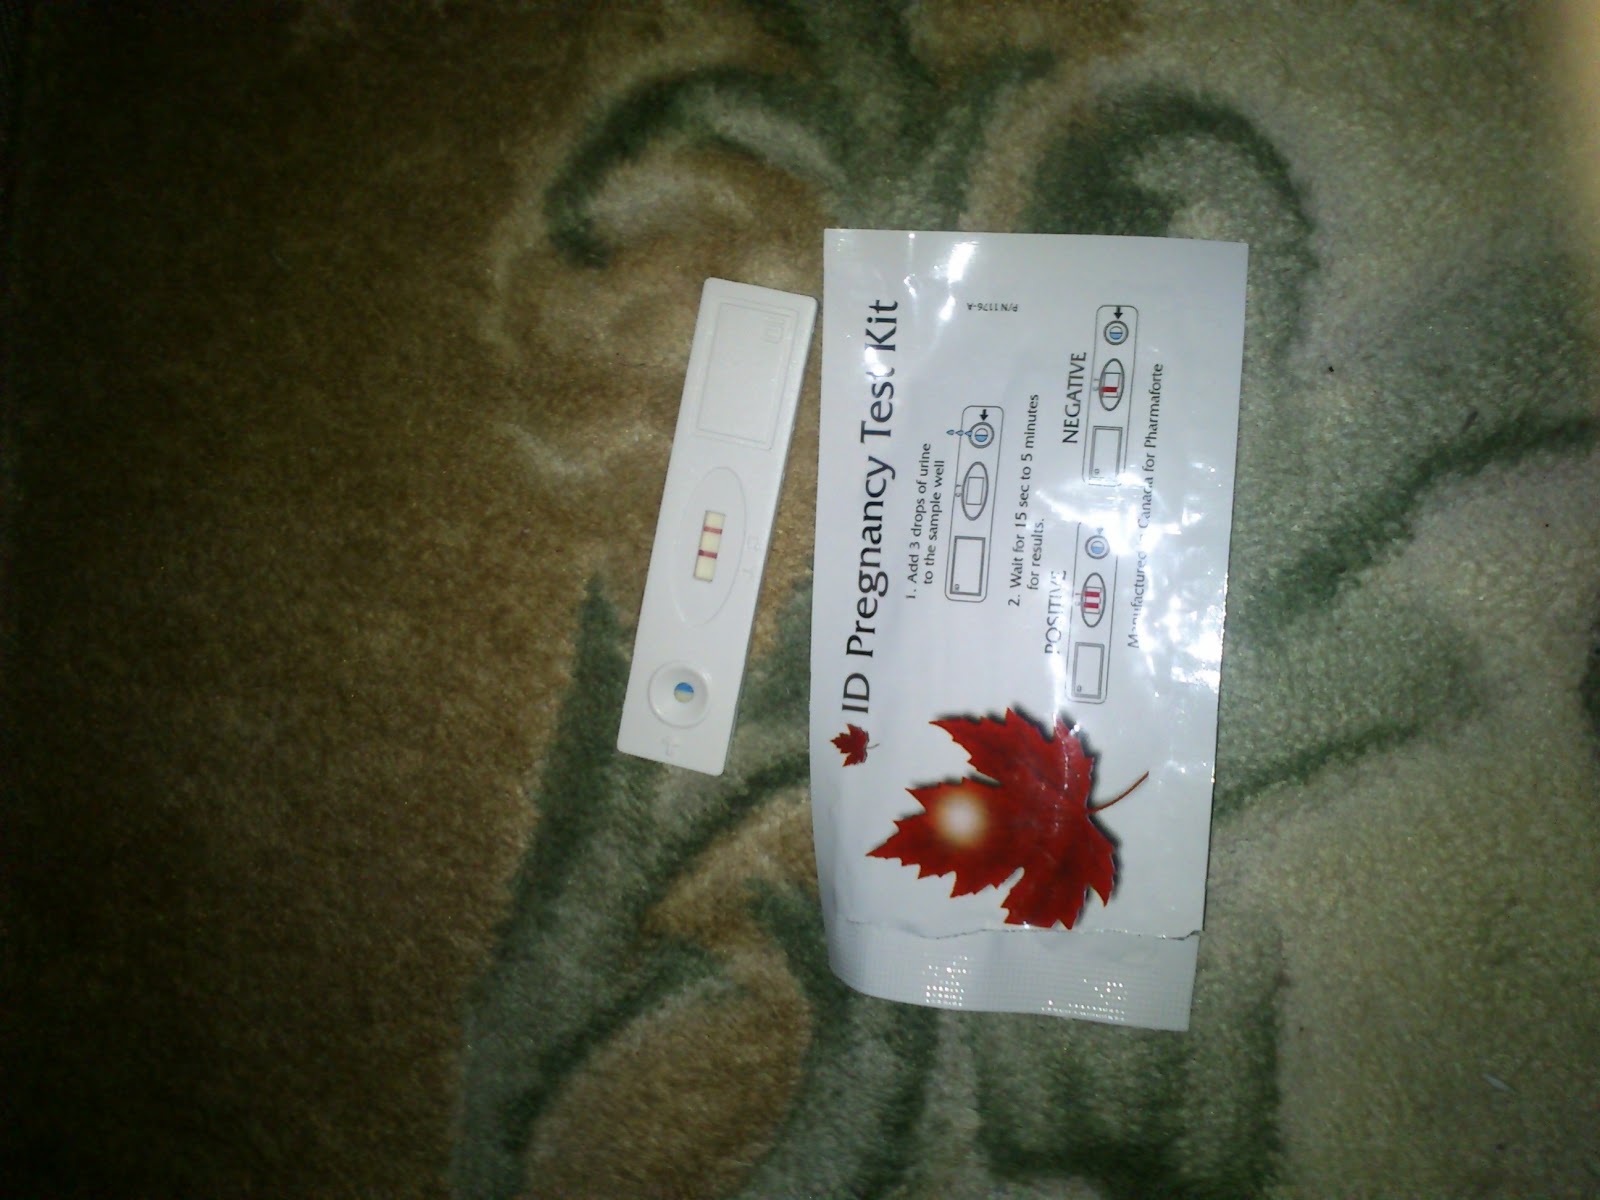 ID Pregnancy Test Kit
P/N 1176-A
1. Add 3 drops of urine
to the sample well
2. Wait for 15 sec to 5 minutes
for results.
POSITIVE
NEGATIVE
Manufactured Canada for Pharmaforte